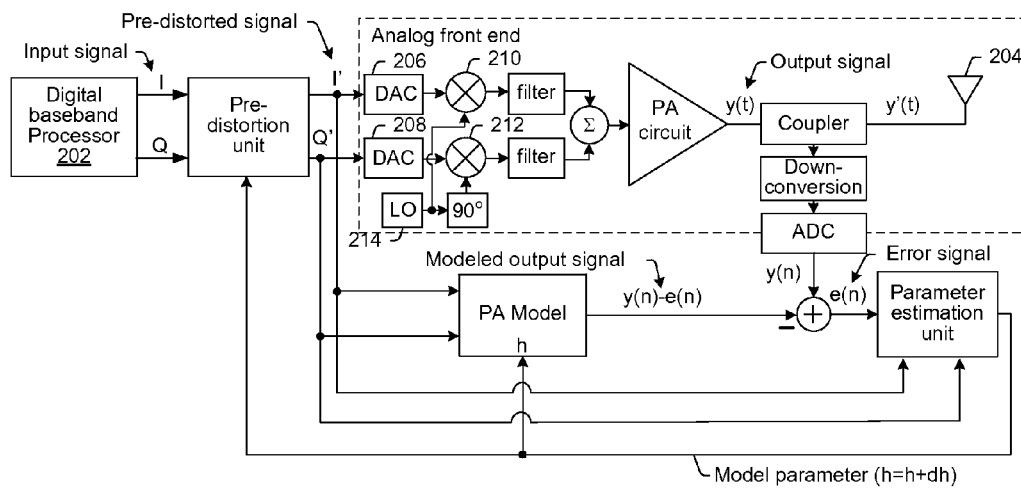 Pre-distorted signal
Input signal
Analog front end
Output signal
204
I
I'
206
210
Digital
baseband
Processor
202
Pre-
distortion
unit
DAC
filter
PA
circuit
y(t)
Coupler
y'(t)
Q
Q'
208
212
Σ
DAC
filter
Down-
conversion
LO
90°
214
ADC
Modeled output signal
Error signal
y(n)
e(n)
y(n)-e(n)
PA Model
h
+
−
Parameter
estimation
unit
Model parameter (h=h+dh)